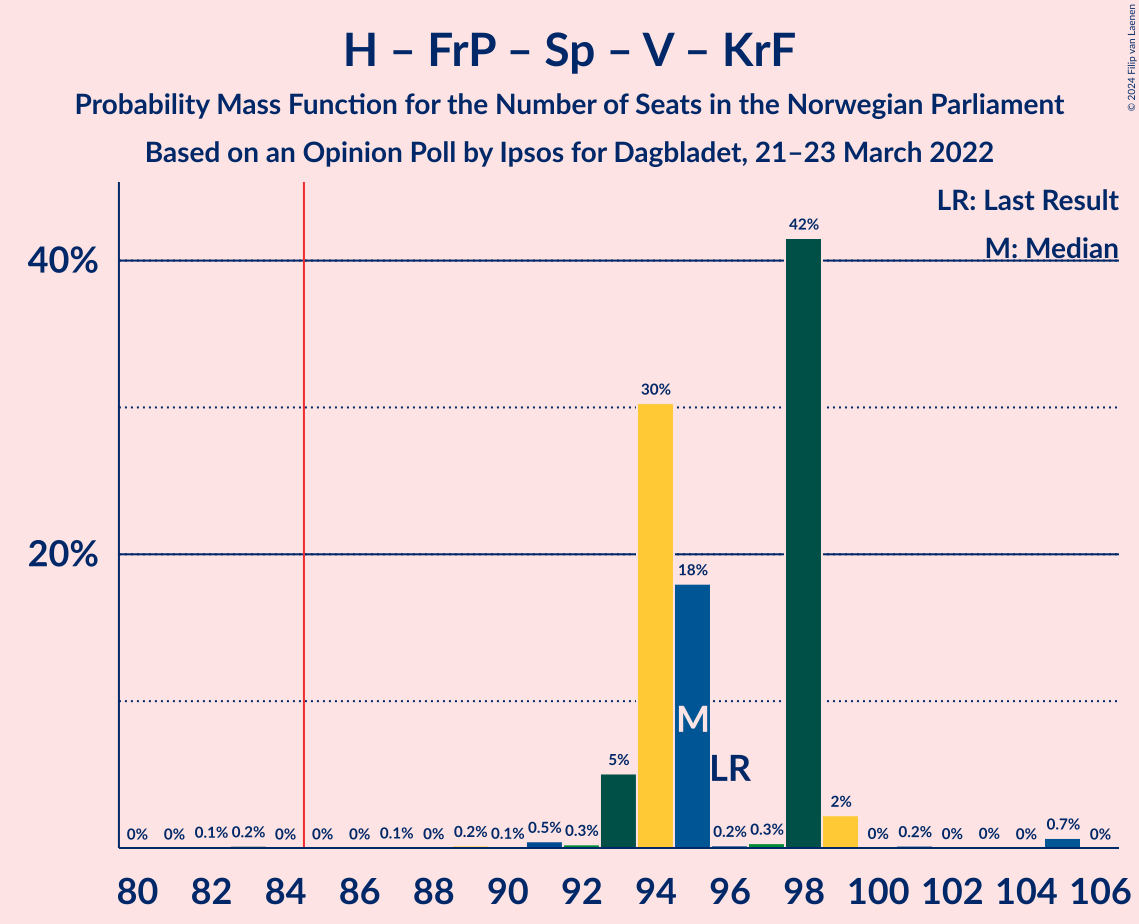 H – FrP – Sp – V – KrF
Probability Mass Function for the Number of Seats in the Norwegian Parliament
Based on an Opinion Poll by Ipsos for Dagbladet, 21–23 March 2022
© 2024 Filip van Laenen
LR: Last Result
M: Median
40%
20%
0% 0% 0.1% 0.2% 0% 0% 0% 0.1% 0% 0.2% 0.1% 0.5% 0.3% 5% 30% 18% 0.2% 0.3% 42% 2% 0% 0.2% 0% 0% 0% 0.7% 0%
M
LR
80 82 84 86 88 90 92 94 96 98 100 102 104 106